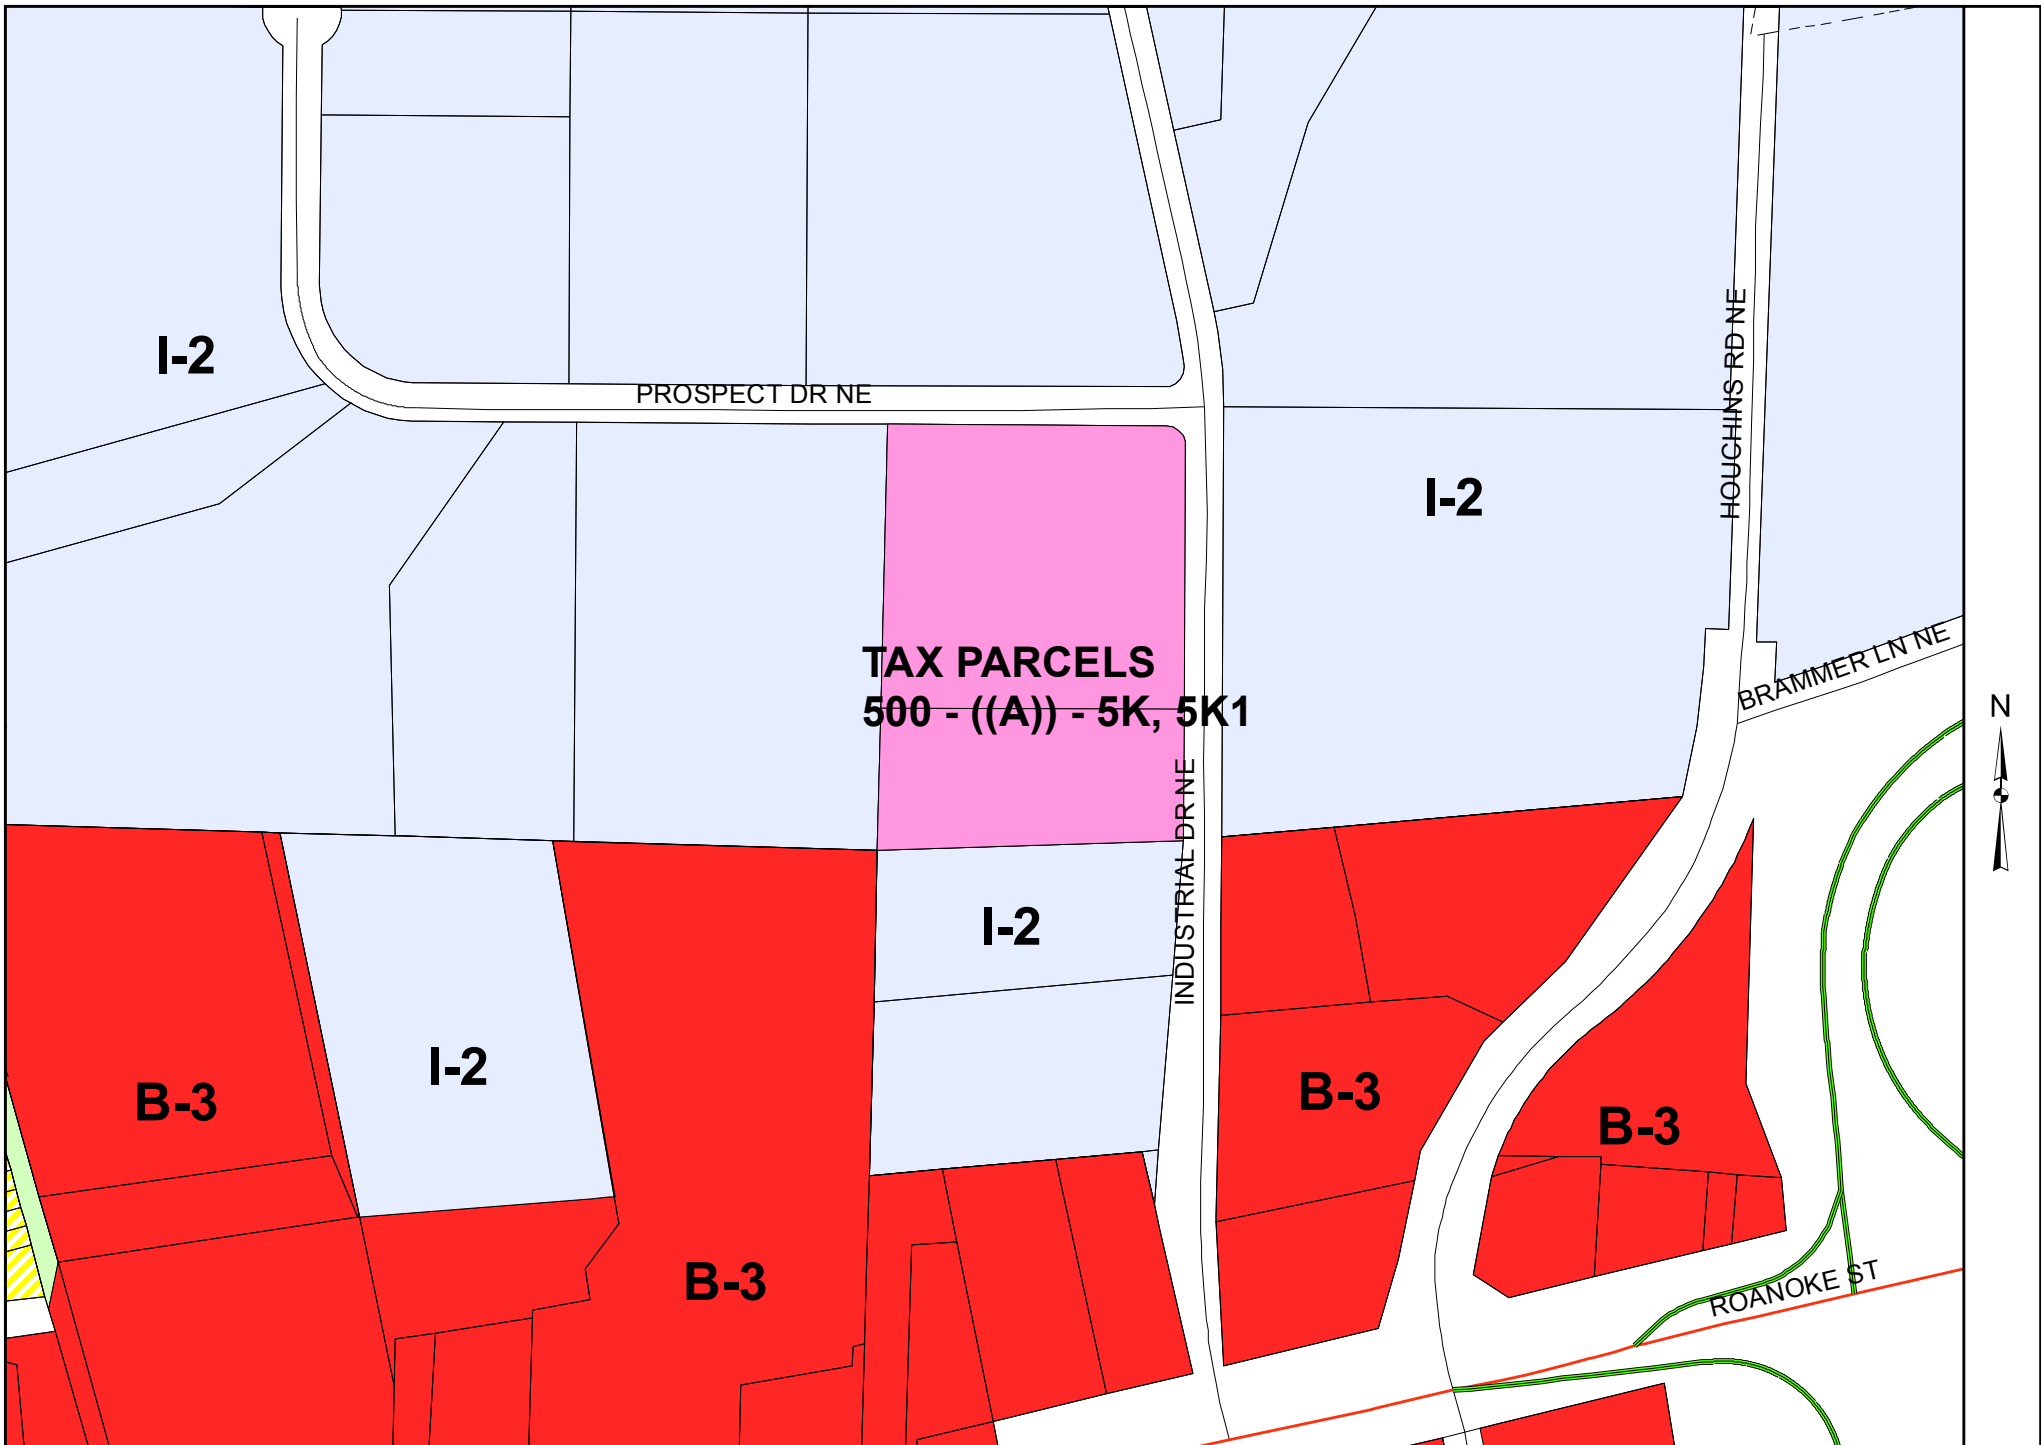 I-2
PROSPECT DR NE
HOUCHINS RD NE
I-2
TAX PARCELS
500 - ((A)) - 5K, 5K1
BRAMMER LN NE
N
INDUSTRIAL DR NE
I-2
I-2
B-3
B-3
B-3
B-3
ROANOKE ST